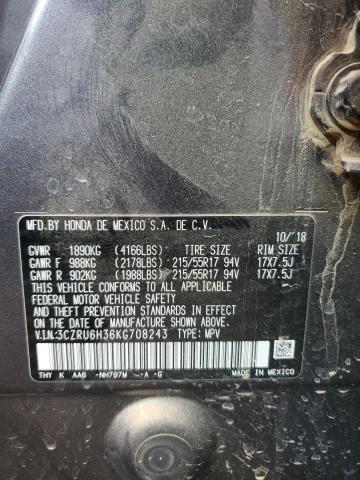 MFD.BY HONDA DE MEXICO S.A. DE C.V.
10/18
GVWR 1890KG (4166LBS) TIRE SIZE RIM SIZE
GAWR F 988KG (2178LBS) 215/55R17 94V 17X7.5J
GAWR R 902KG (1988LBS) 215/55R17 94V 17X7.5J
THIS VEHICLE CONFORMS TO ALL APPLICABLE
FEDERAL MOTOR VEHICLE SAFETY AND THEFT
PREVENTION STANDARDS IN EFFECT ON THE DATE
OF MANUFACTURE SHOWN ABOVE.
V.I.N:3CZRU6H36KG708243 TYPE: MPV
THY K AA6 -NH797M -A -G
MADE IN MEXICO